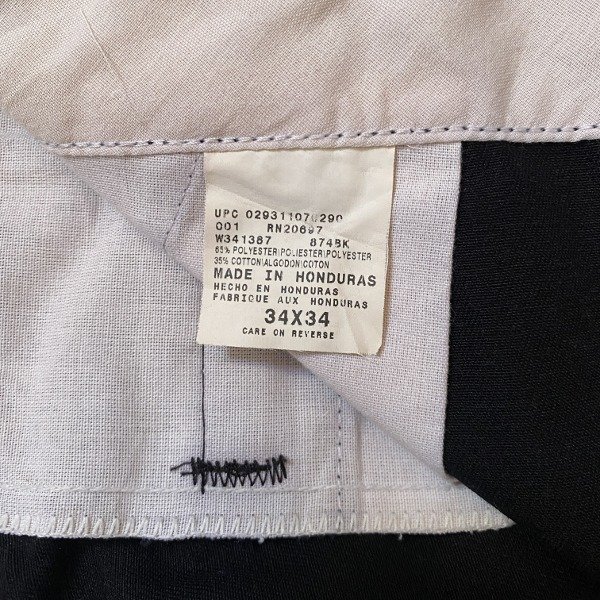 UPC 029311076290
001 RN20697
W341387 874BK
65% POLYESTER\POLIESTER\POLYESTER
35% COTTON\ALGODON\COTON
MADE IN HONDURAS
HECHO EN HONDURAS
FABRIQUE AUX HONDURAS
34X34
CARE ON REVERSE